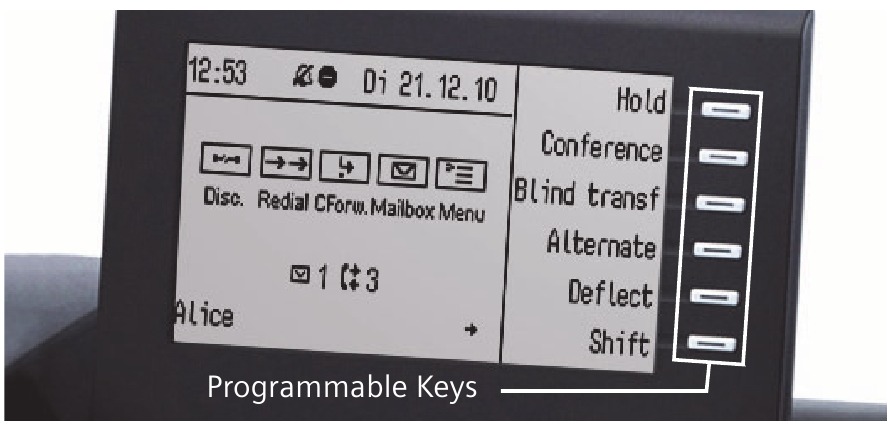 12:53 Di 21.12.10
Disc. Redial CForw. Mailbox Menu
1 3
Alice
Hold
Conference
Blind transf
Alternate
Deflect
Shift
Programmable Keys